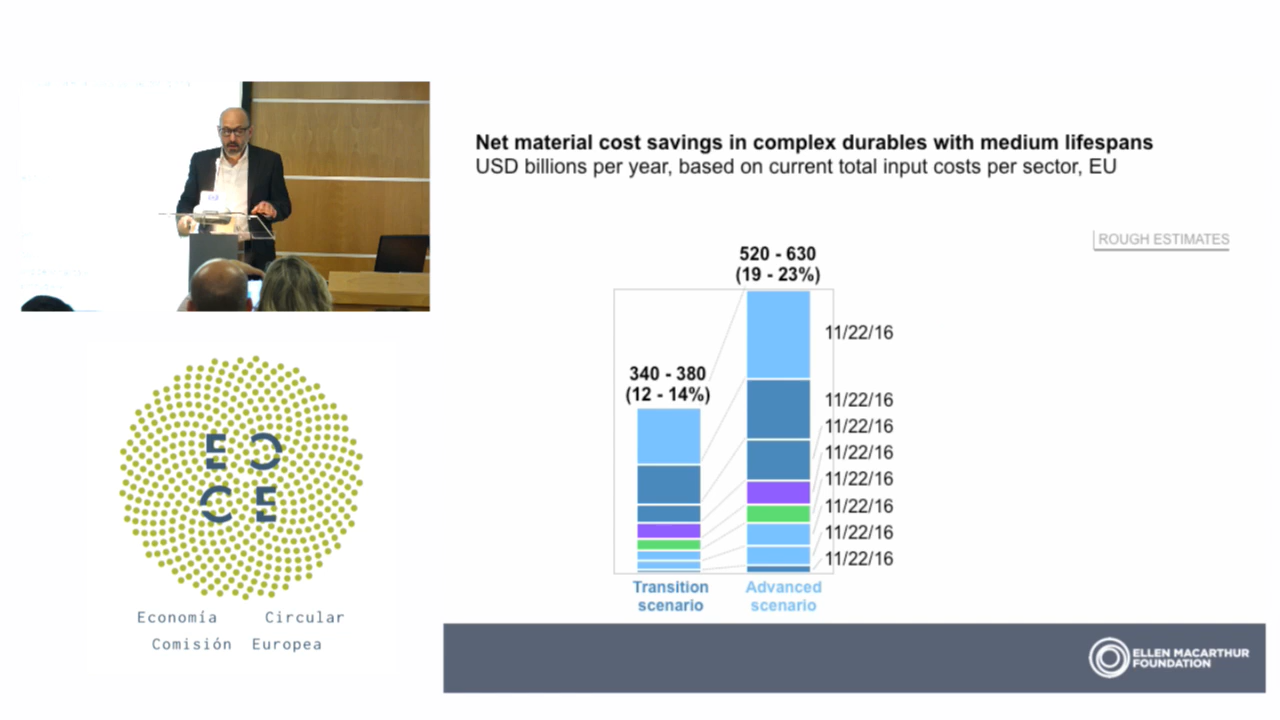 Net material cost savings in complex durables with medium lifespans
USD billions per year, based on current total input costs per sector, EU
ROUGH ESTIMATES
520 - 630
(19 - 23%)
11/22/16
340 - 380
(12 - 14%)
11/22/16
11/22/16
11/22/16
11/22/16
11/22/16
11/22/16
11/22/16
Transition
scenario
Advanced
scenario
ELLEN MACARTHUR
FOUNDATION
EC
CE
Economía Circular
Comisión Europea